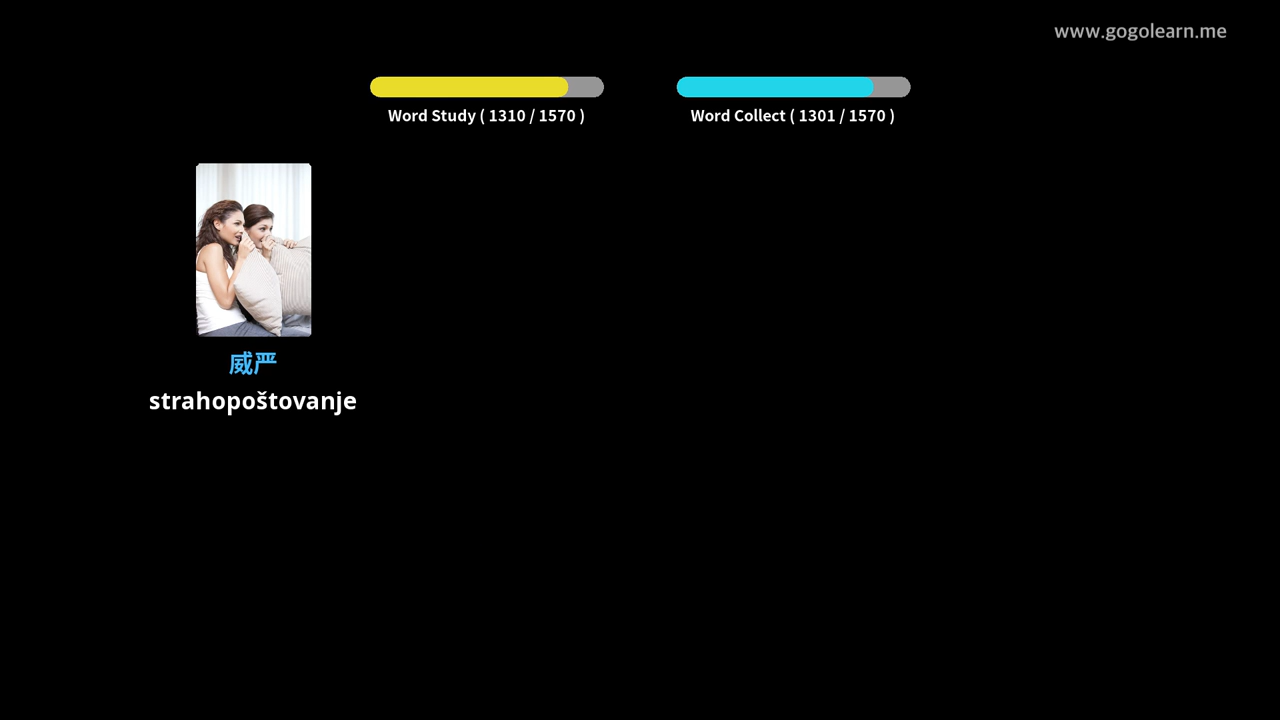 www.gogolearn.me
Word Study ( 1310 / 1570 )
Word Collect ( 1301 / 1570 )
威严
strahopoštovanje